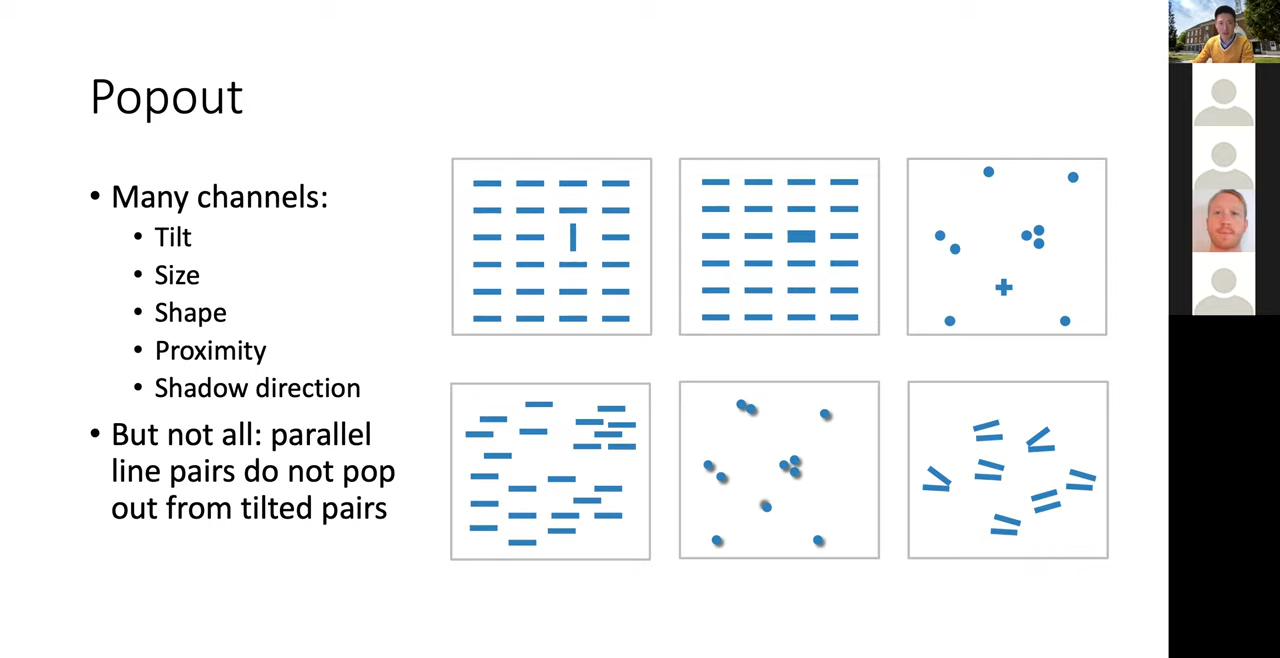 Popout
• Many channels:
• Tilt
• Size
• Shape
• Proximity
• Shadow direction
• But not all: parallel
line pairs do not pop
out from tilted pairs